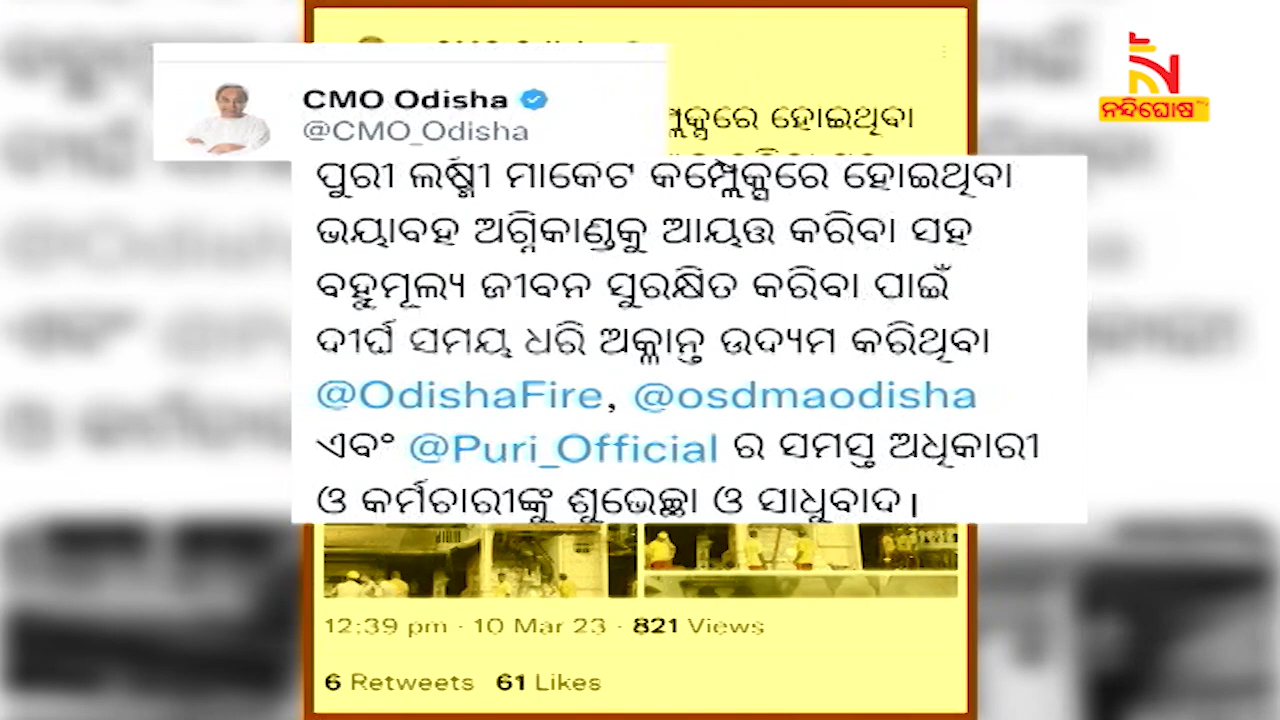 CMO Odisha
@CMO_Odisha
ନନ୍ଦିଘୋଷ
ହୋଇଥିବା
ପୁରୀ ଲକ୍ଷ୍ମୀ ମାକେଟ କମ୍ପ୍ଲେକ୍ସରେ ହୋଇଥିବା
ଭୟାବହ ଅଗ୍ନିକାଣ୍ଡକୁ ଆୟତ୍ତ କରିବା ସହ
ବହୁମୂଲ୍ୟ ଜୀବନ ସୁରକ୍ଷିତ କରିବା ପାଇଁ
ଦୀର୍ଘ ସମୟ ଧରି ଅକ୍ଳାନ୍ତ ଉଦ୍ୟମ କରିଥିବା
@OdishaFire, @osdmaodisha
ଏବଂ @Puri_Official ର ସମସ୍ତ ଅଧିକାରୀ
ଓ କର୍ମଚାରୀଙ୍କୁ ଶୁଭେଚ୍ଛା ଓ ସାଧୁବାଦ।
12:39 pm · 10 Mar 23 · 821 Views
6 Retweets 61 Likes